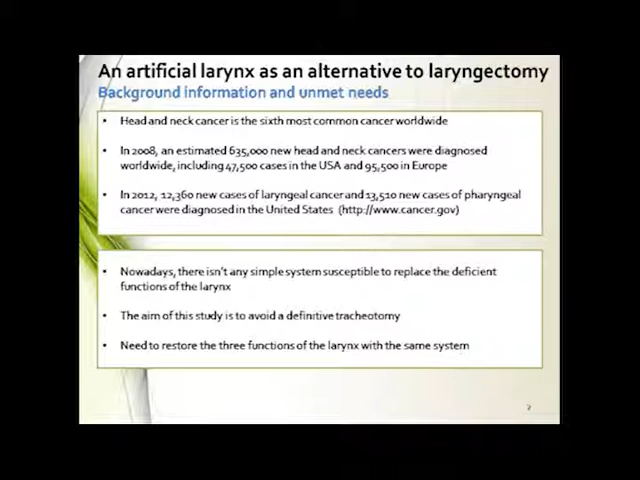 An artificial larynx as an alternative to laryngectomy
Background information and unmet needs
• Head and neck cancer is the sixth most common cancer worldwide
• In 2008, an estimated 635,000 new head and neck cancers were diagnosed
worldwide, including 47,500 cases in the USA and 95,500 in Europe
• In 2012, 12,360 new cases of laryngeal cancer and 13,510 new cases of pharyngeal
cancer were diagnosed in the United States (http://www.cancer.gov)
• Nowadays, there isn't any simple system susceptible to replace the deficient
functions of the larynx
• The aim of this study is to avoid a definitive tracheotomy
• Need to restore the three functions of the larynx with the same system
2